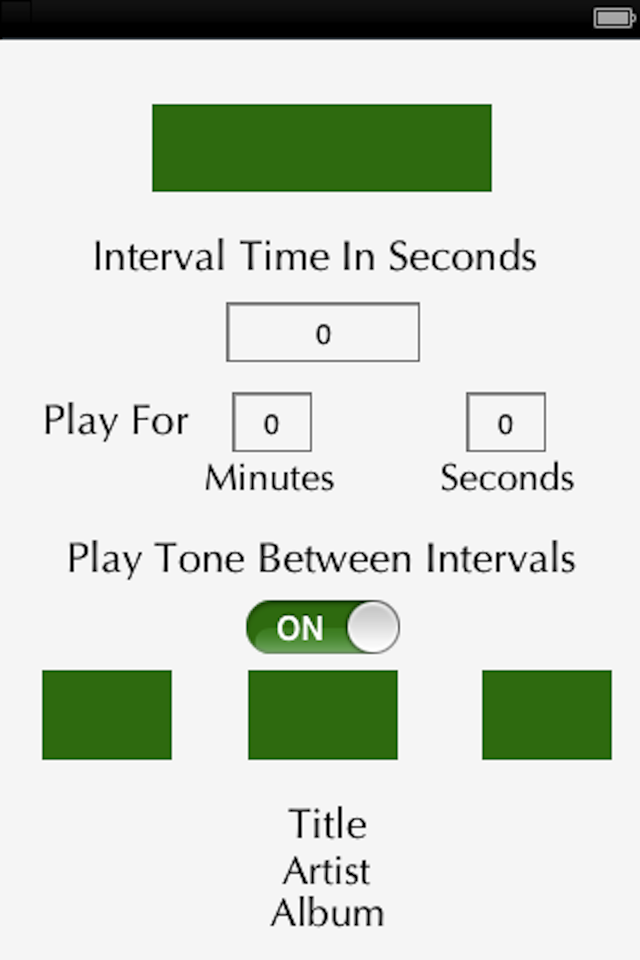 Interval Time In Seconds
0
Play For 0 0
Minutes Seconds
Play Tone Between Intervals
ON
Title
Artist
Album